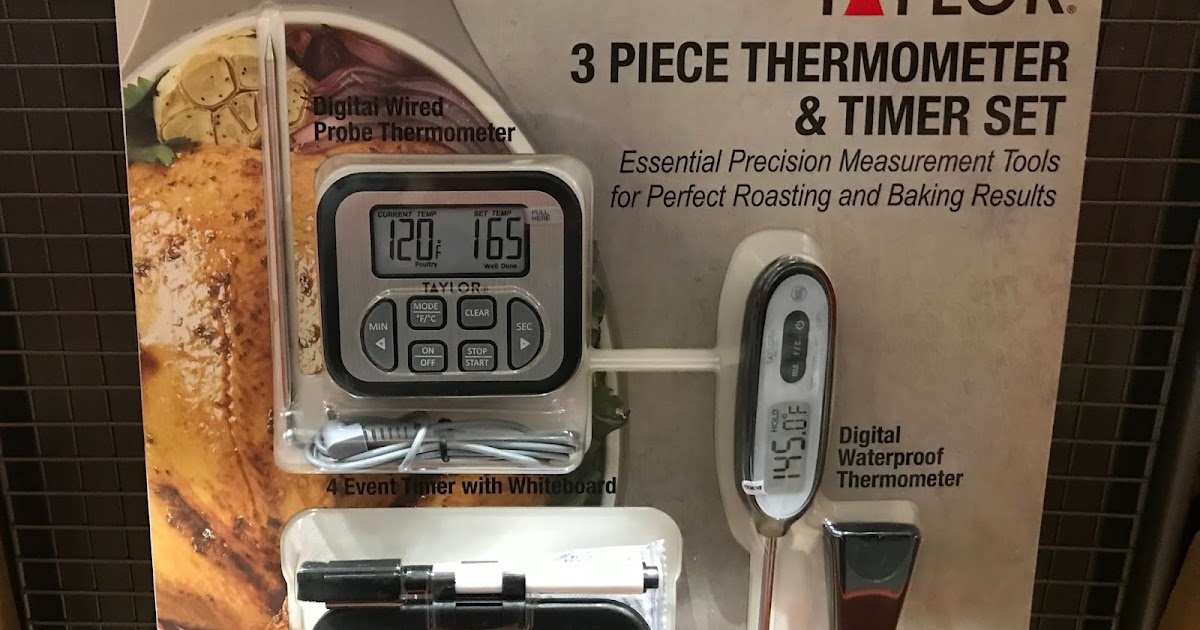 TAYLOR®
3 PIECE THERMOMETER
& TIMER SET
Essential Precision Measurement Tools
for Perfect Roasting and Baking Results
Digital Wired
Probe Thermometer
CURRENT TEMP SET TEMP
PULL
HERE
120°F 165
Poultry Well Done
TAYLOR®
MODE
°F/°C
CLEAR
MIN
SEC
ON
OFF
STOP
START
HOLD
145.0°F
F/C
Digital
Waterproof
Thermometer
4 Event Timer with Whiteboard